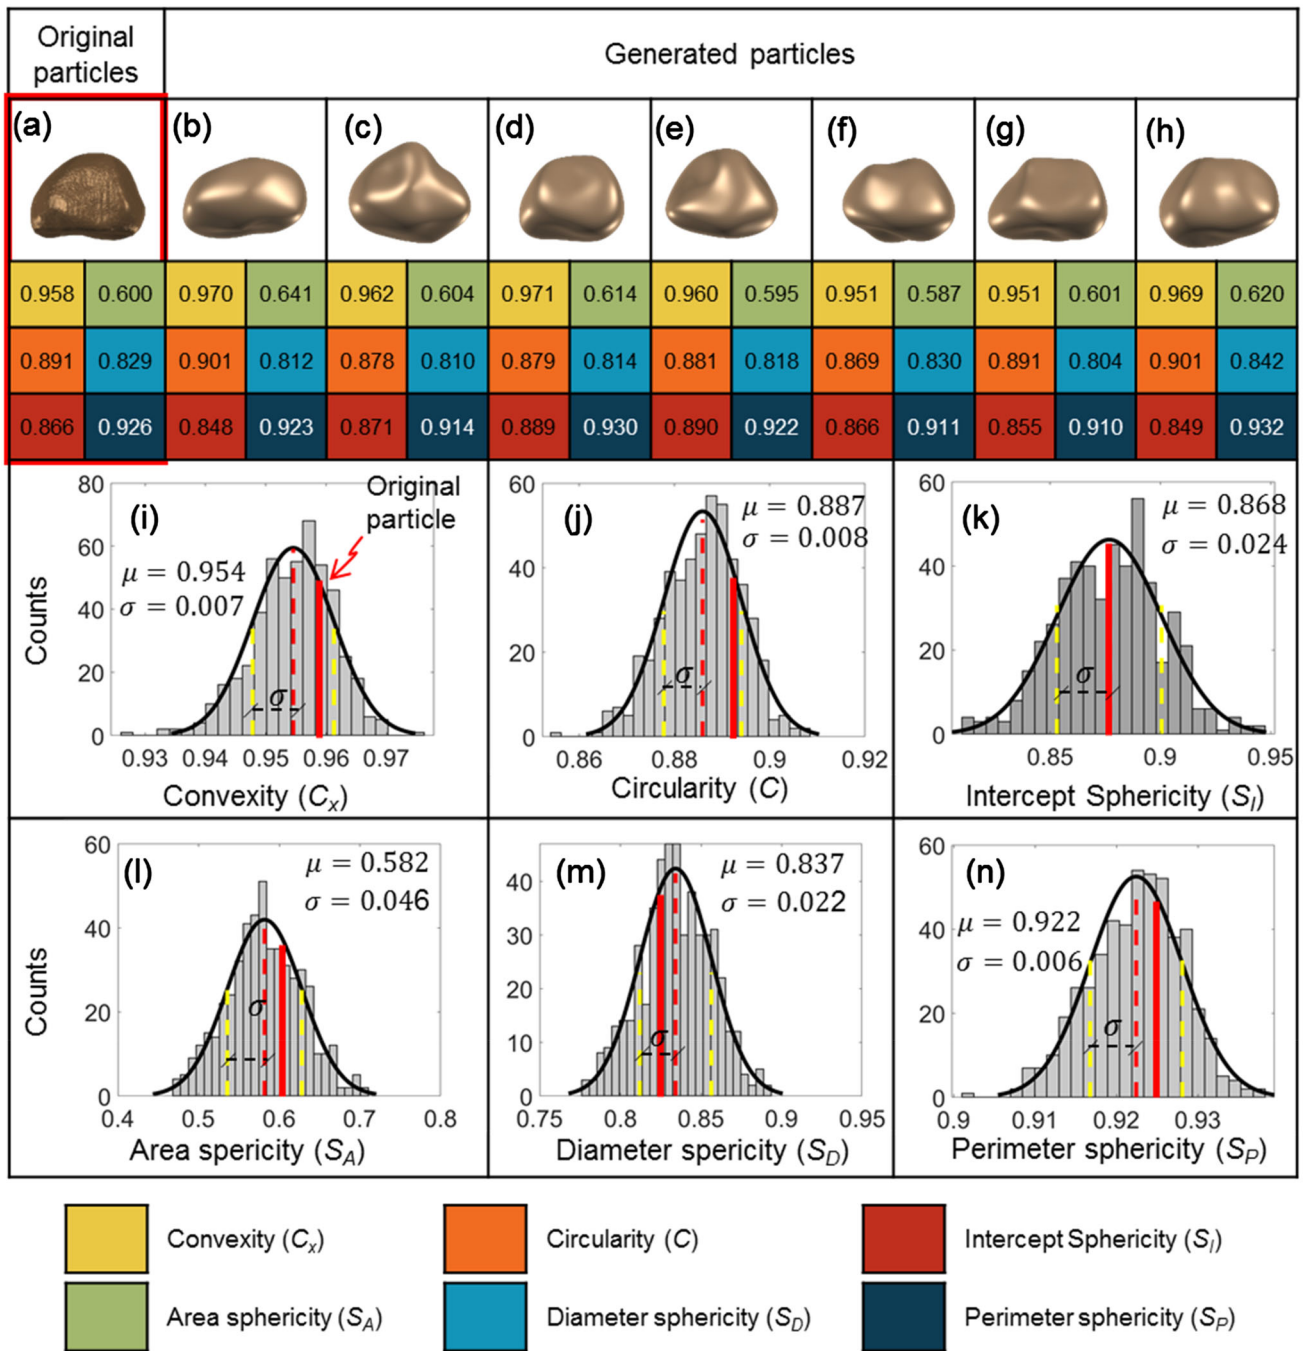 Original
particles
Generated particles
(a) (b) (c) (d) (e) (f) (g) (h)
0.958 0.600 0.970 0.641 0.962 0.604 0.971 0.614 0.960 0.595 0.951 0.587 0.951 0.601 0.969 0.620
0.891 0.829 0.901 0.812 0.878 0.810 0.879 0.814 0.881 0.818 0.869 0.830 0.891 0.804 0.901 0.842
0.866 0.926 0.848 0.923 0.871 0.914 0.889 0.930 0.890 0.922 0.866 0.911 0.855 0.910 0.849 0.932
(i)
Original
particle
μ = 0.954
σ = 0.007
σ
80
60
40
20
0
Counts
0.93 0.94 0.95 0.96 0.97
Convexity (Cx)
(j)
μ = 0.887
σ = 0.008
σ
60
40
20
0
0.86 0.88 0.9 0.92
Circularity (C)
(k)
μ = 0.868
σ = 0.024
σ
60
40
20
0
0.85 0.9 0.95
Intercept Sphericity (SI)
(l)
μ = 0.582
σ = 0.046
σ
60
40
20
0
Counts
0.4 0.5 0.6 0.7 0.8
Area spericity (SA)
(m)
μ = 0.837
σ = 0.022
σ
40
30
20
10
0
0.75 0.8 0.85 0.9 0.95
Diameter spericity (SD)
(n)
μ = 0.922
σ = 0.006
σ
60
40
20
0
0.9 0.91 0.92 0.93
Perimeter sphericity (SP)
Convexity (Cx)
Circularity (C)
Intercept Sphericity (SI)
Area sphericity (SA)
Diameter sphericity (SD)
Perimeter sphericity (SP)